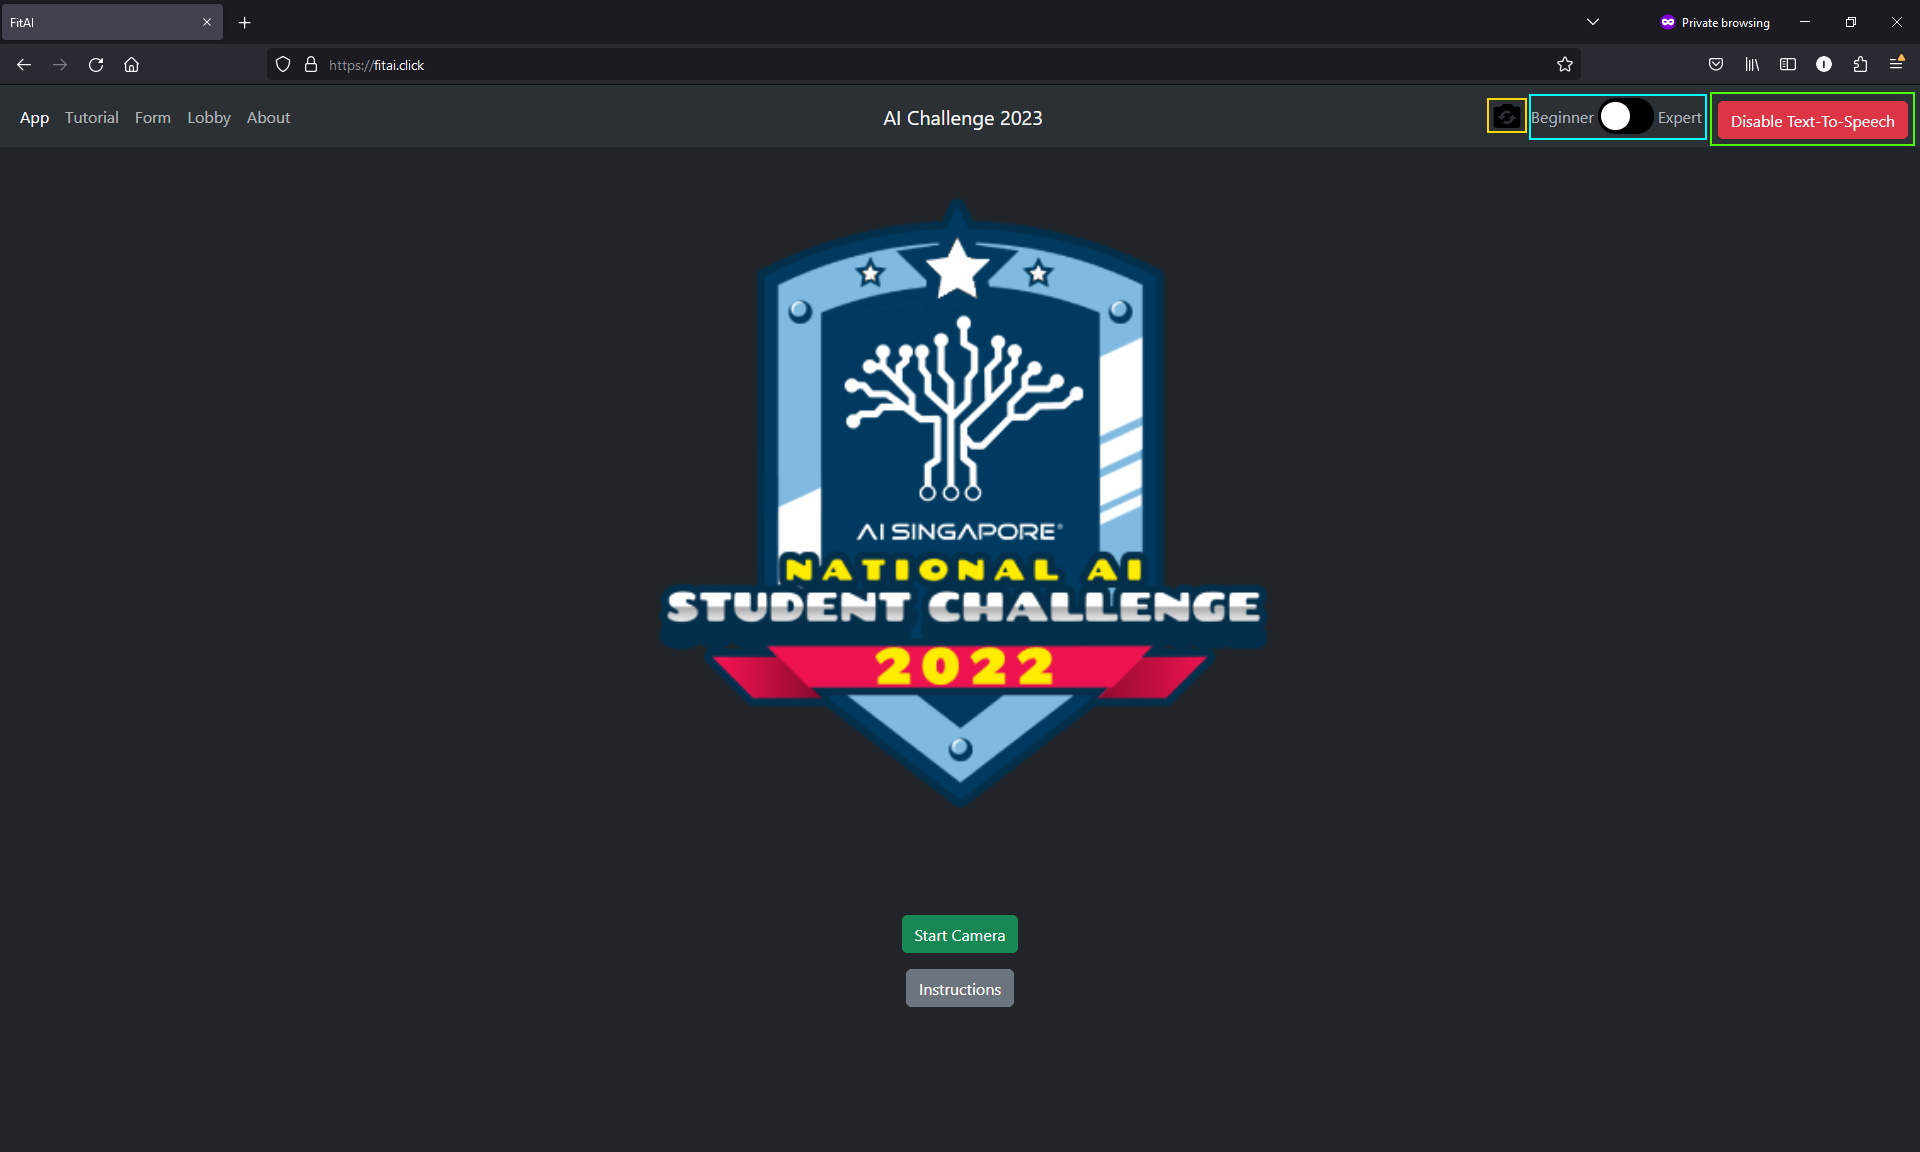 FitAI
Private browsing
https://fitai.click
App Tutorial Form Lobby About
AI Challenge 2023
Beginner Expert
Disable Text-To-Speech
AI SINGAPORE®
NATIONAL AI
STUDENT CHALLENGE
2022
Start Camera
Instructions